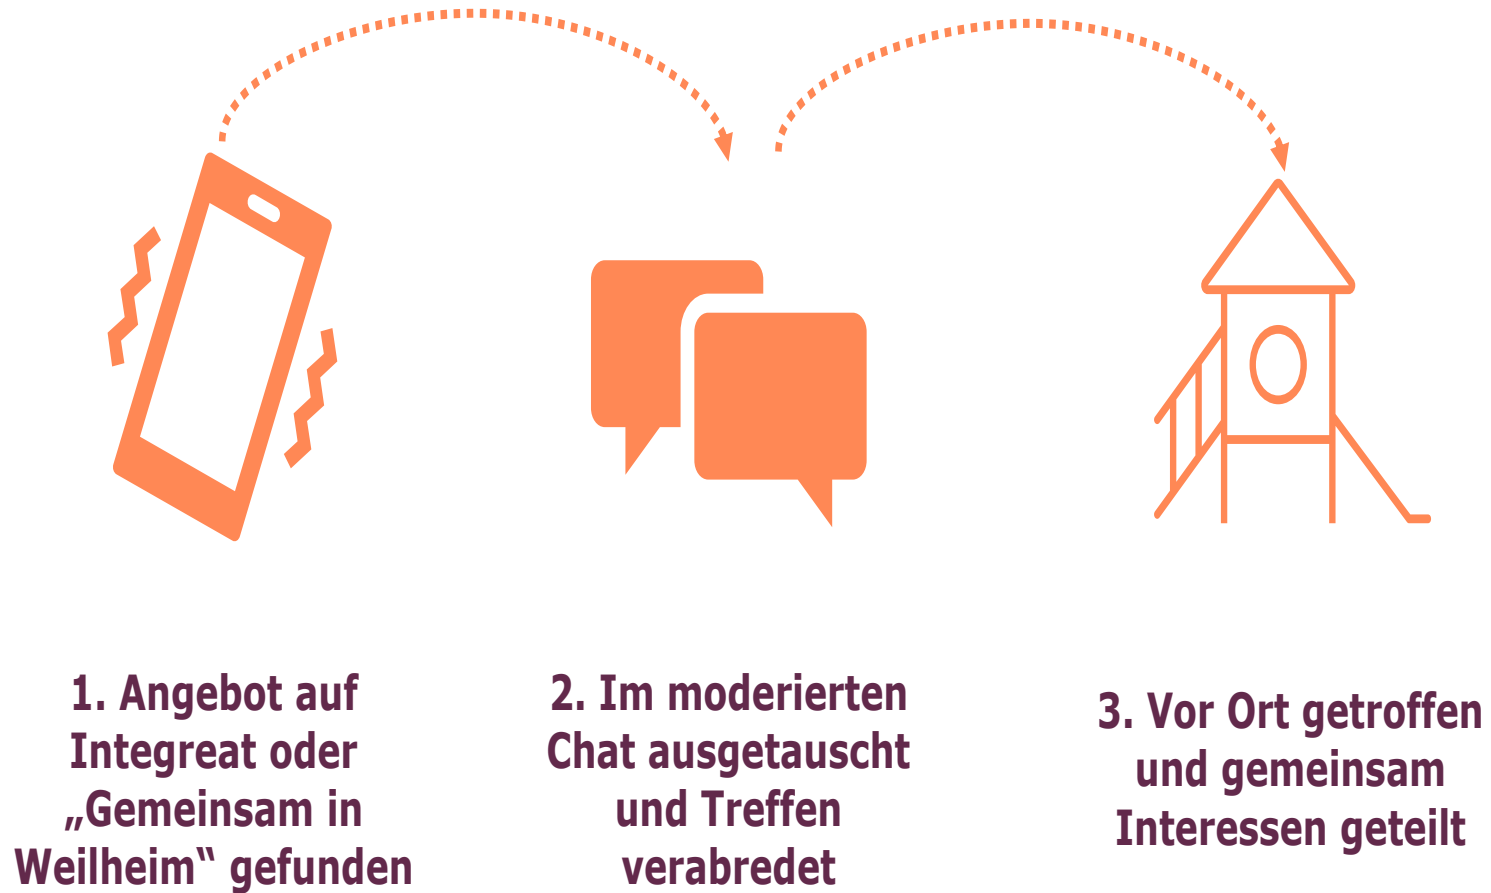 1. Angebot auf
Integreat oder
„Gemeinsam in
Weilheim“ gefunden
2. Im moderierten
Chat ausgetauscht
und Treffen
verabredet
3. Vor Ort getroffen
und gemeinsam
Interessen geteilt